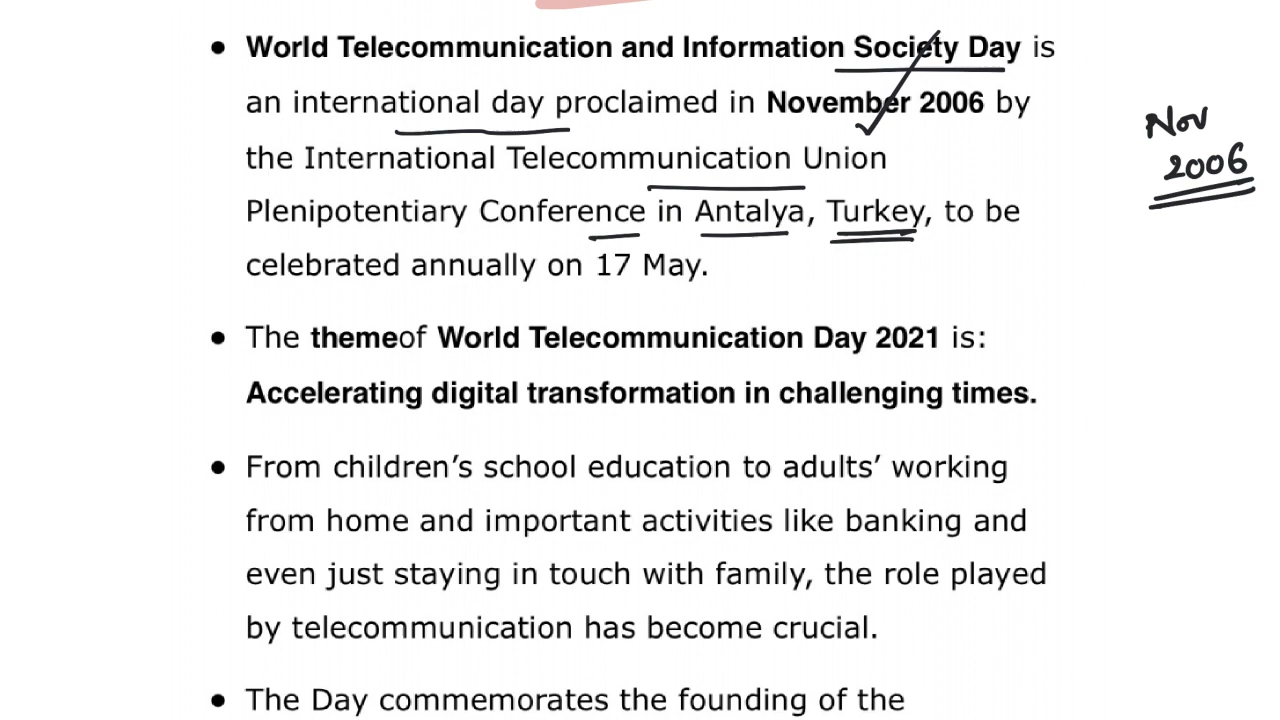 ● World Telecommunication and Information Society Day is
an international day proclaimed in November 2006 by
the International Telecommunication Union
Plenipotentiary Conference in Antalya, Turkey, to be
celebrated annually on 17 May.
Nov
2006
● The themeof World Telecommunication Day 2021 is:
Accelerating digital transformation in challenging times.
● From children’s school education to adults’ working
from home and important activities like banking and
even just staying in touch with family, the role played
by telecommunication has become crucial.
● The Day commemorates the founding of the